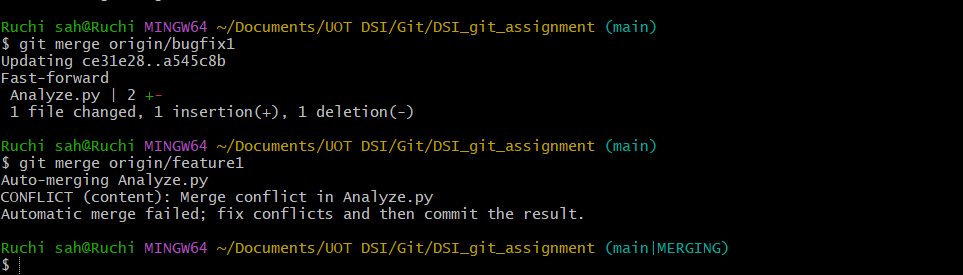 Ruchi sah@Ruchi MINGW64 ~/Documents/UOT DSI/Git/DSI_git_assignment (main)
$ git merge origin/bugfix1
Updating ce31e28..a545c8b
Fast-forward
 Analyze.py | 2 +-
 1 file changed, 1 insertion(+), 1 deletion(-)
Ruchi sah@Ruchi MINGW64 ~/Documents/UOT DSI/Git/DSI_git_assignment (main)
$ git merge origin/feature1
Auto-merging Analyze.py
CONFLICT (content): Merge conflict in Analyze.py
Automatic merge failed; fix conflicts and then commit the result.
Ruchi sah@Ruchi MINGW64 ~/Documents/UOT DSI/Git/DSI_git_assignment (main|MERGING)
$